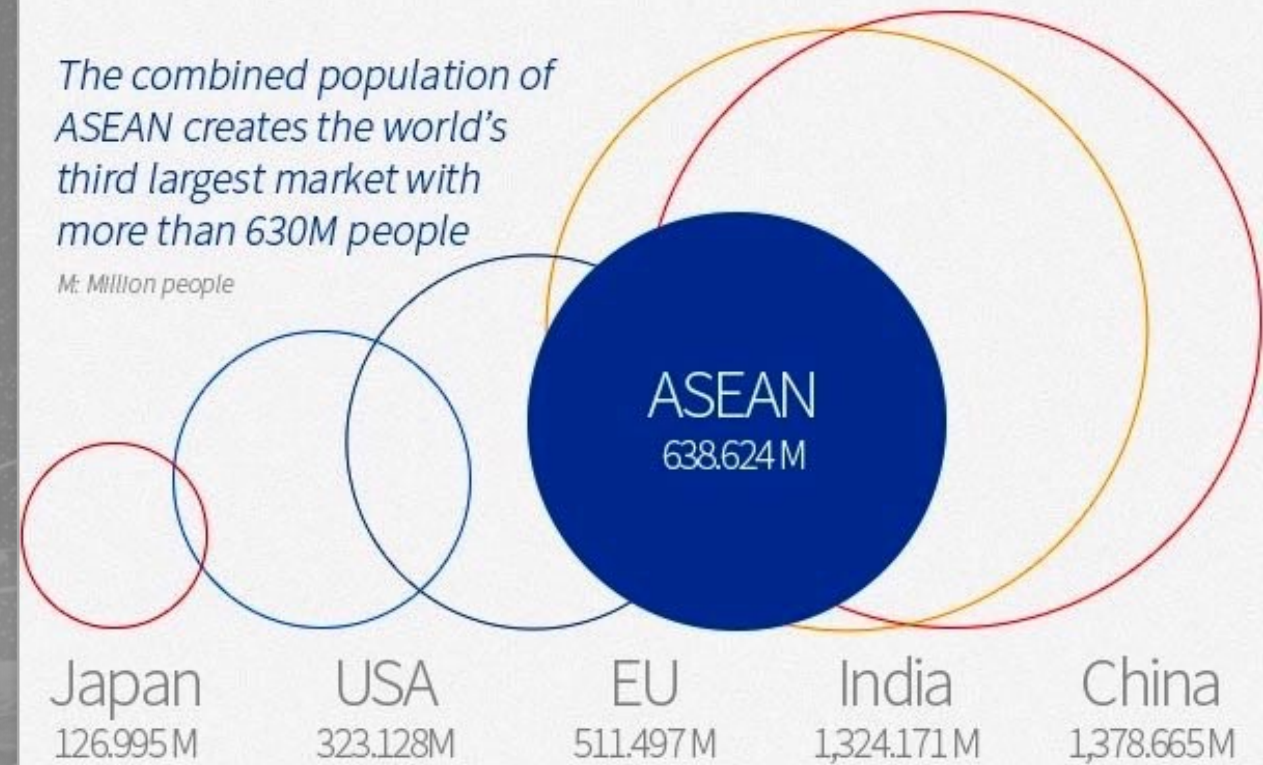 The combined population of
ASEAN creates the world's
third largest market with
more than 630M people
M: Million people
ASEAN
638.624 M
Japan USA EU India China
126.995 M 323.128M 511.497 M 1,324.171 M 1,378.665 M